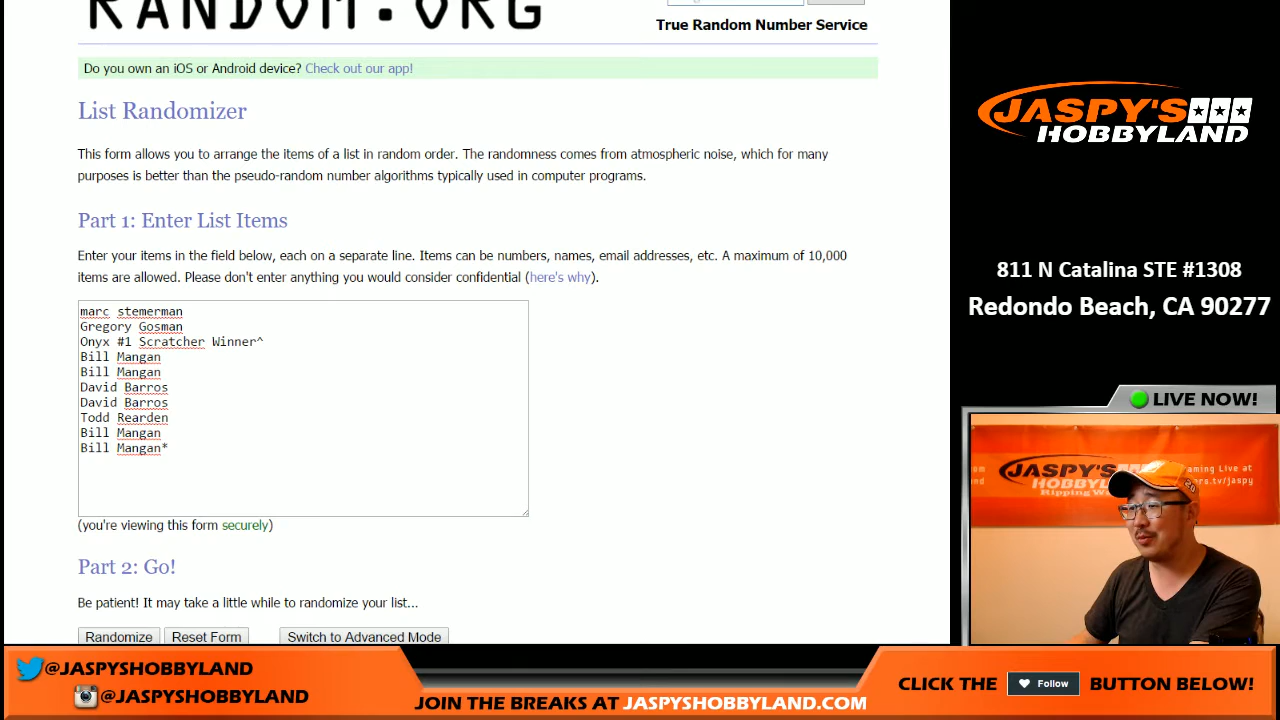 RANDOM.ORG
True Random Number Service
Do you own an iOS or Android device? Check out our app!
List Randomizer
This form allows you to arrange the items of a list in random order. The randomness comes from atmospheric noise, which for many
purposes is better than the pseudo-random number algorithms typically used in computer programs.
Part 1: Enter List Items
Enter your items in the field below, each on a separate line. Items can be numbers, names, email addresses, etc. A maximum of 10,000
items are allowed. Please don't enter anything you would consider confidential (here's why).
marc stemerman
Gregory Gosman
Onyx #1 Scratcher Winner^
Bill Mangan
Bill Mangan
David Barros
David Barros
Todd Rearden
Bill Mangan
Bill Mangan*
(you're viewing this form securely)
Part 2: Go!
Be patient! It may take a little while to randomize your list...
Randomize Reset Form Switch to Advanced Mode
JASPY'S
HOBBYLAND
811 N Catalina STE #1308
Redondo Beach, CA 90277
LIVE NOW!
JASPY'S
HOBBYLAND
@JASPYSHOBBYLAND
@JASPYSHOBBYLAND
JOIN THE BREAKS AT JASPYSHOBBYLAND.COM
CLICK THE Follow BUTTON BELOW!